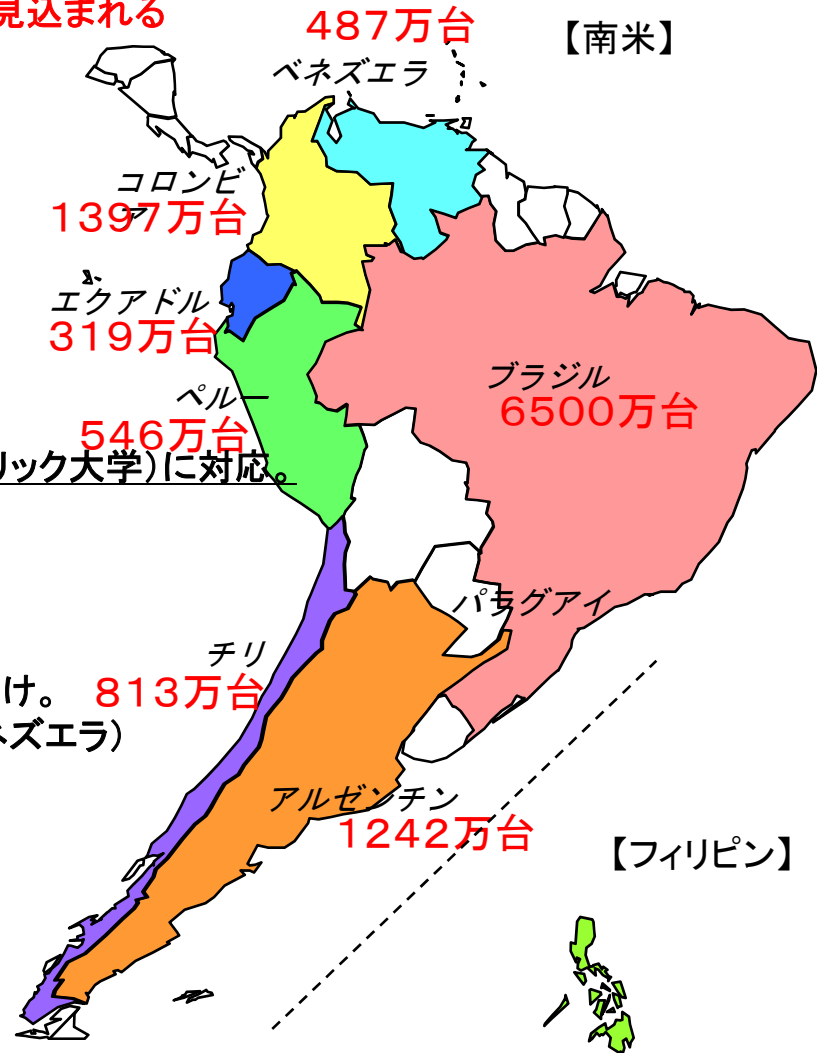 見込まれる
487万台
【南米】
ベネズエラ
コロンビ
ア
1397万台
エクアドル
319万台
ブラジル
6500万台
ペルー
546万台
リック大学)に対応。
パラグアイ
チリ
け。
813万台
ネズエラ)
アルゼンチン
1242万台
【フィリピン】